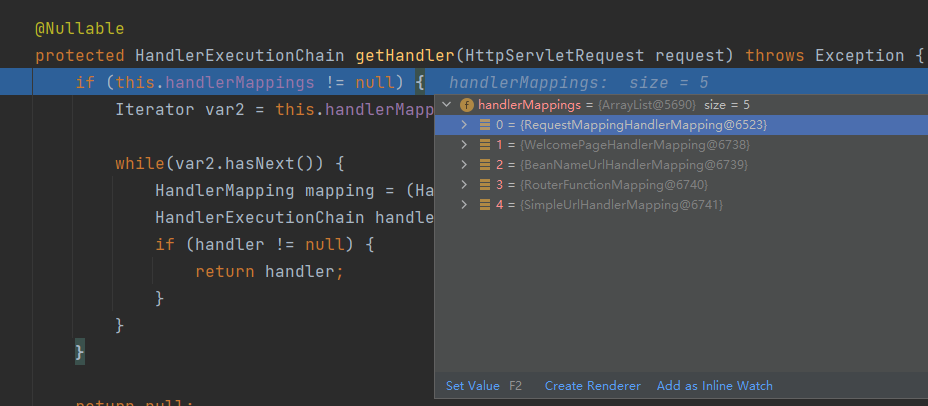 @Nullable
protected HandlerExecutionChain getHandler(HttpServletRequest request) throws Exception {
if (this.handlerMappings != null) { handlerMappings: size = 5
Iterator var2 = this.handlerMapp
handlerMappings = {ArrayList@5690} size = 5
0 = {RequestMappingHandlerMapping@6523}
1 = {WelcomePageHandlerMapping@6738}
2 = {BeanNameUrlHandlerMapping@6739}
3 = {RouterFunctionMapping@6740}
4 = {SimpleUrlHandlerMapping@6741}
while(var2.hasNext()) {
HandlerMapping mapping = (Ha
HandlerExecutionChain handle
if (handler != null) {
return handler;
}
}
}
Set Value F2 Create Renderer Add as Inline Watch
return null;